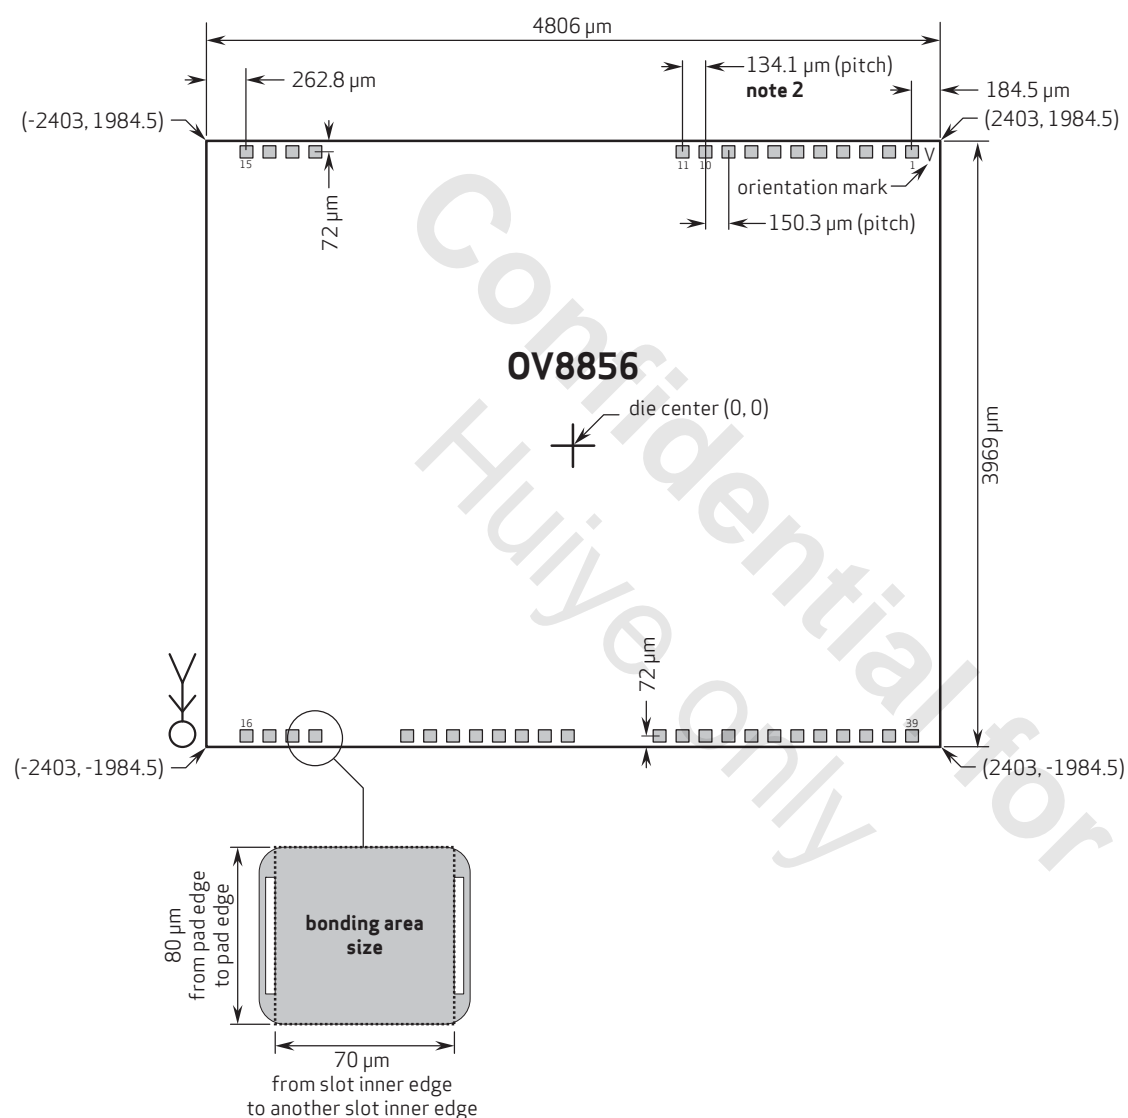 4806 µm
262.8 µm
134.1 µm (pitch)
note 2
184.5 µm
(-2403, 1984.5)
(2403, 1984.5)
15
11
10
1
V
orientation mark
72 µm
150.3 µm (pitch)
OV8856
die center (0, 0)
3969 µm
72 µm
16
39
(-2403, -1984.5)
(2403, -1984.5)
80 µm
from pad edge
to pad edge
bonding area
size
70 µm
from slot inner edge
to another slot inner edge
Confidential for
Huiye only